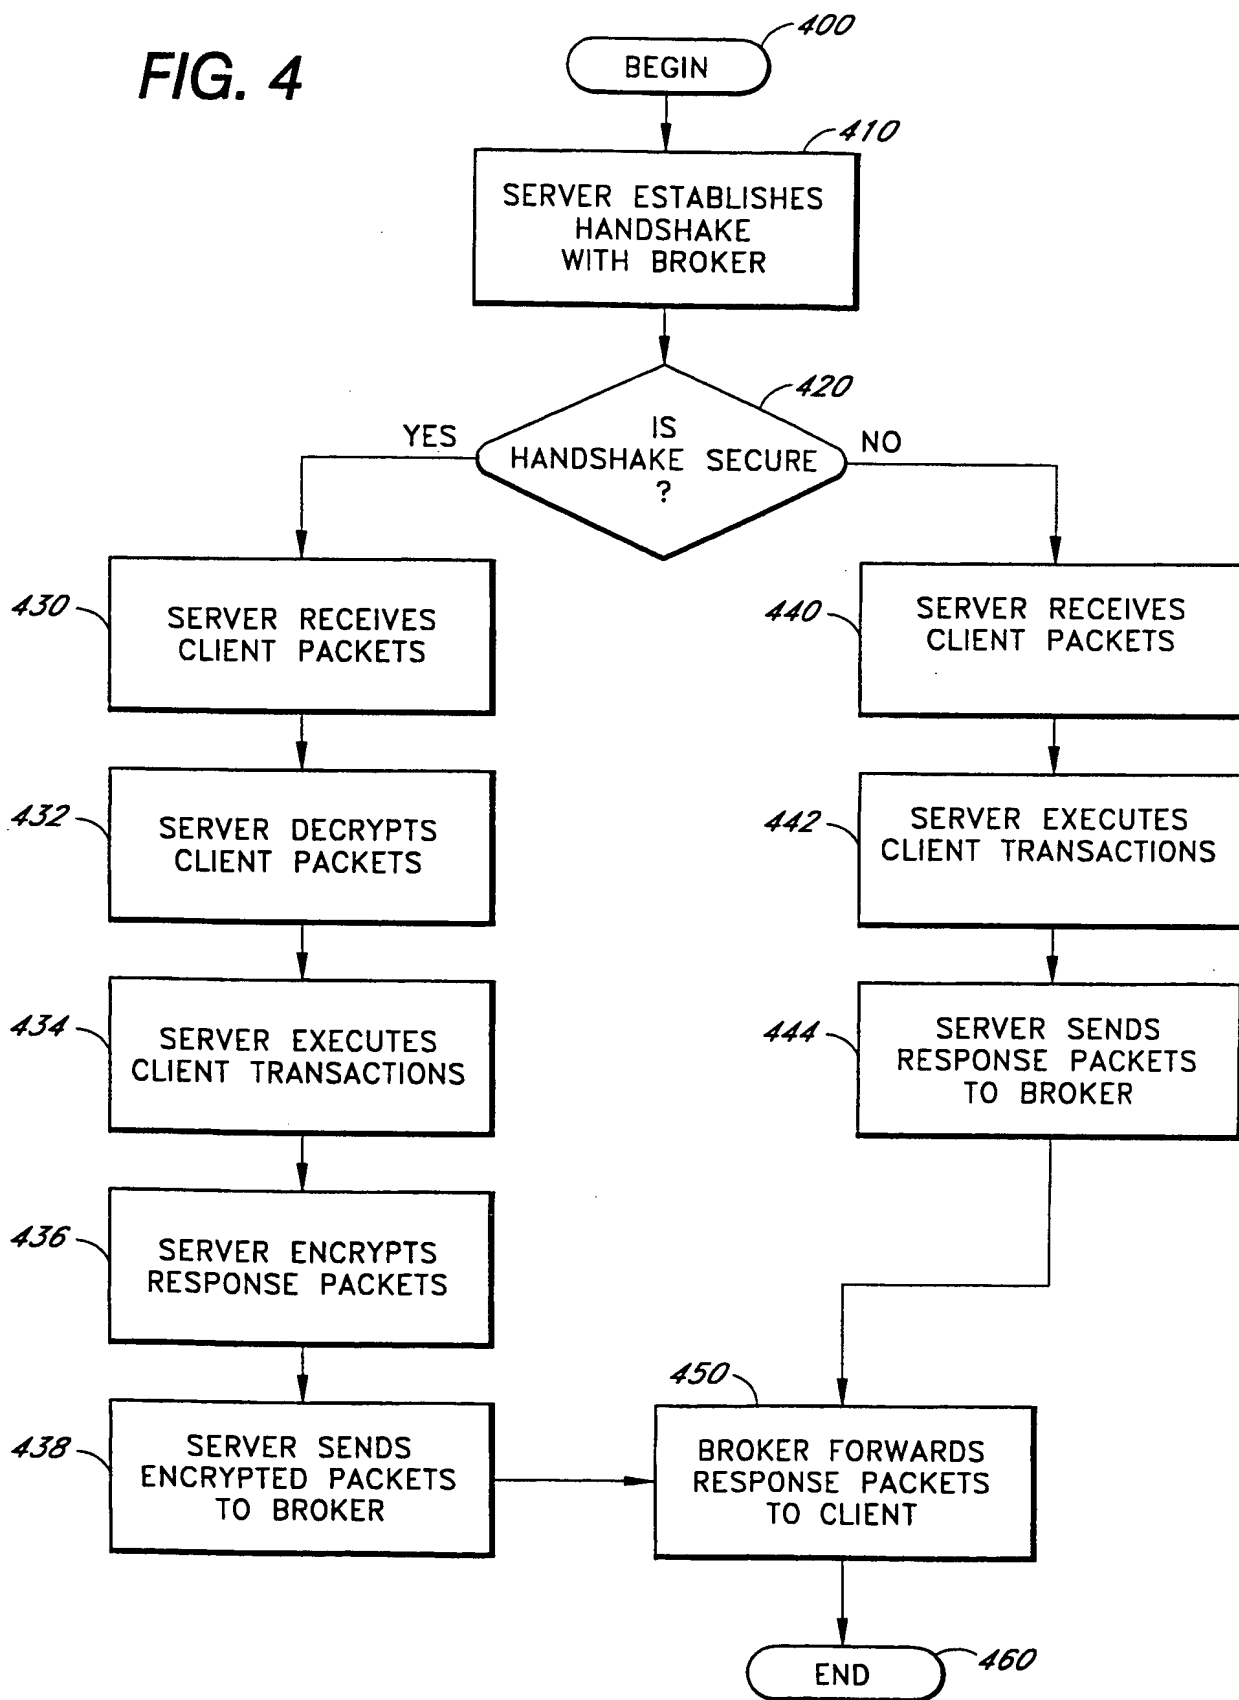 FIG. 4
400
BEGIN
410
SERVER ESTABLISHES
HANDSHAKE
WITH BROKER
420
IS
HANDSHAKE SECURE
?
YES
NO
430
SERVER RECEIVES
CLIENT PACKETS
440
SERVER RECEIVES
CLIENT PACKETS
432
SERVER DECRYPTS
CLIENT PACKETS
442
SERVER EXECUTES
CLIENT TRANSACTIONS
434
SERVER EXECUTES
CLIENT TRANSACTIONS
444
SERVER SENDS
RESPONSE PACKETS
TO BROKER
436
SERVER ENCRYPTS
RESPONSE PACKETS
438
SERVER SENDS
ENCRYPTED PACKETS
TO BROKER
450
BROKER FORWARDS
RESPONSE PACKETS
TO CLIENT
END
460